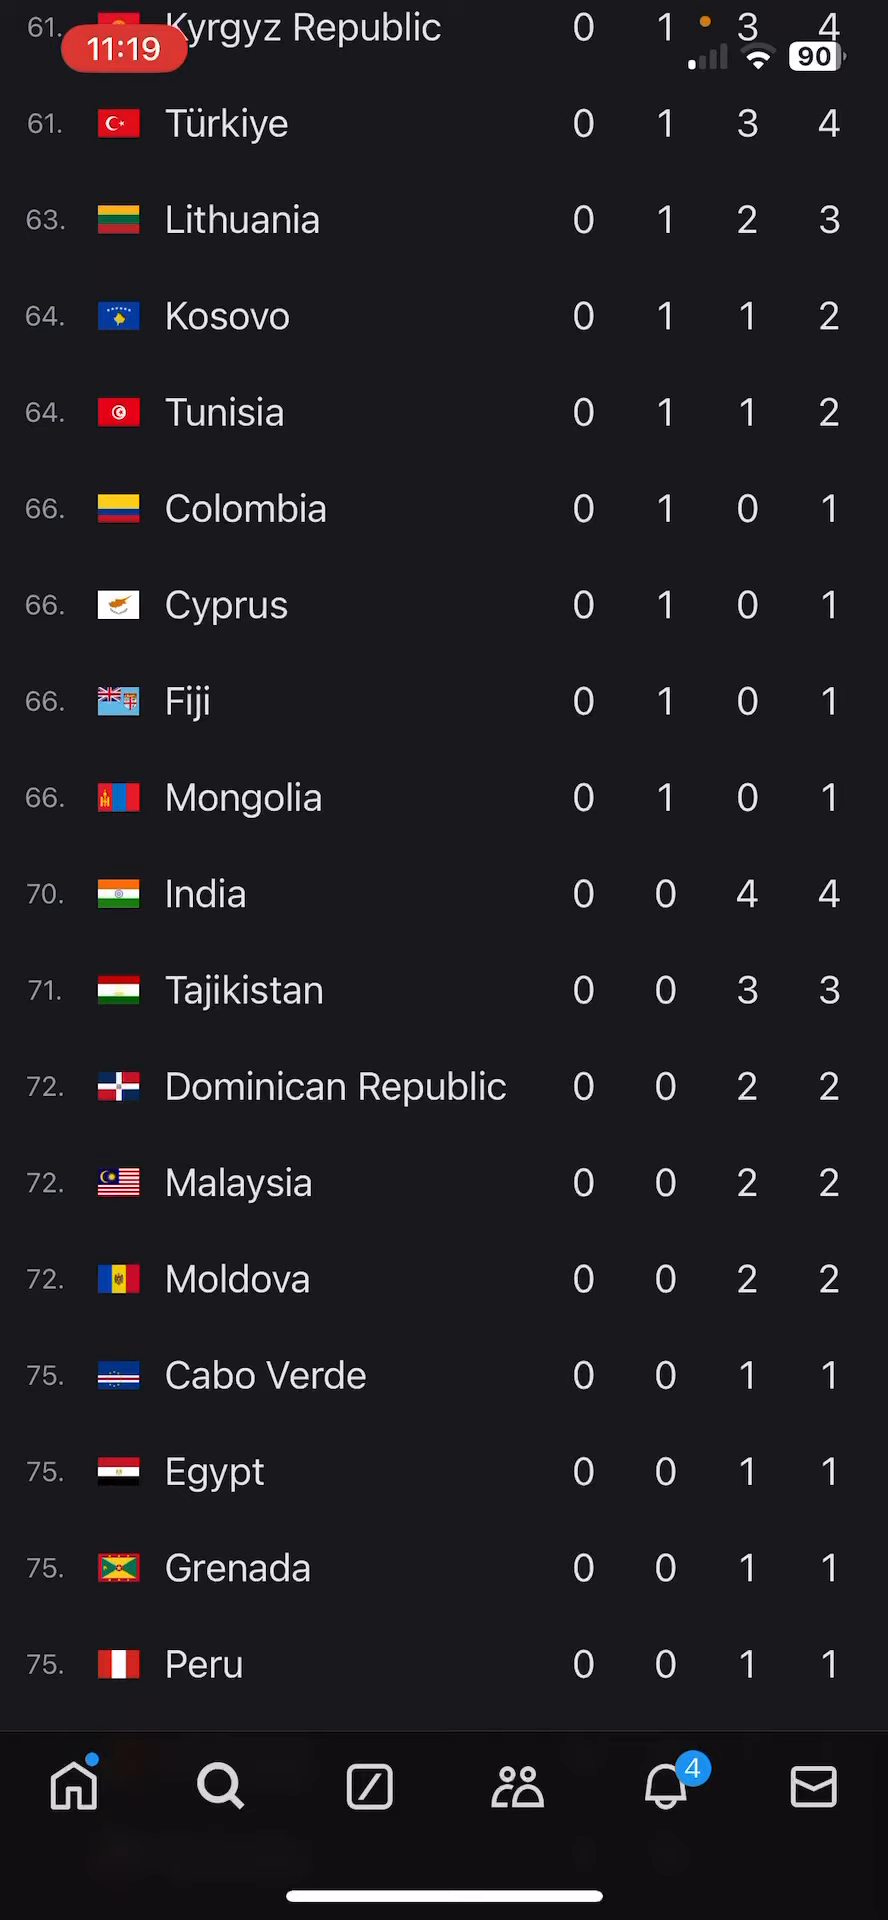 61. Kyrgyz Republic 0 1 3 4
11:19 90
61. Türkiye 0 1 3 4
63. Lithuania 0 1 2 3
64. Kosovo 0 1 1 2
64. Tunisia 0 1 1 2
66. Colombia 0 1 0 1
66. Cyprus 0 1 0 1
66. Fiji 0 1 0 1
66. Mongolia 0 1 0 1
70. India 0 0 4 4
71. Tajikistan 0 0 3 3
72. Dominican Republic 0 0 2 2
72. Malaysia 0 0 2 2
72. Moldova 0 0 2 2
75. Cabo Verde 0 0 1 1
75. Egypt 0 0 1 1
75. Grenada 0 0 1 1
75. Peru 0 0 1 1
4